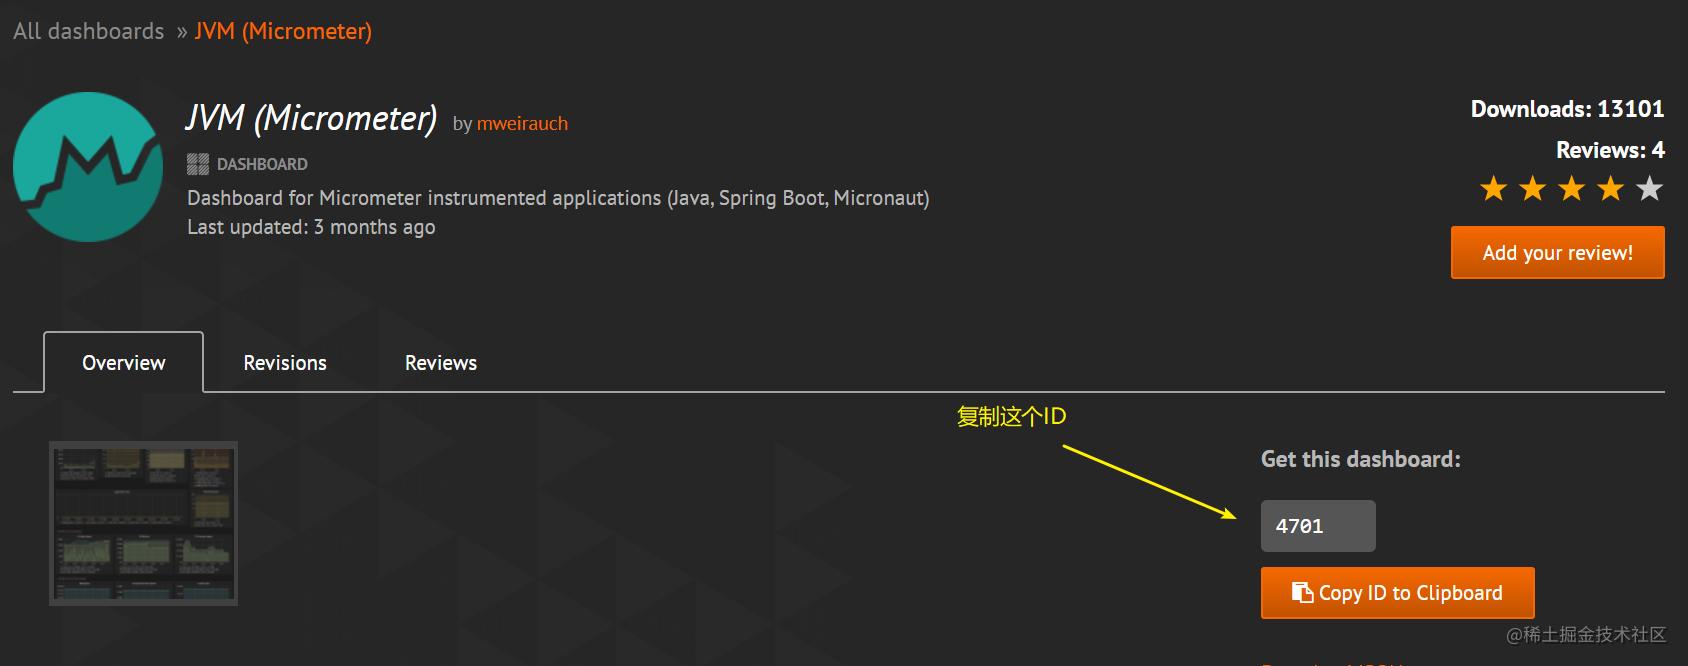 All dashboards » JVM (Micrometer)
JVM (Micrometer) by mweirauch
DASHBOARD
Dashboard for Micrometer instrumented applications (Java, Spring Boot, Micronaut)
Last updated: 3 months ago
Downloads: 13101
Reviews: 4
Add your review!
Overview Revisions Reviews
复制这个ID
Get this dashboard:
4701
Copy ID to Clipboard
@稀土掘金技术社区